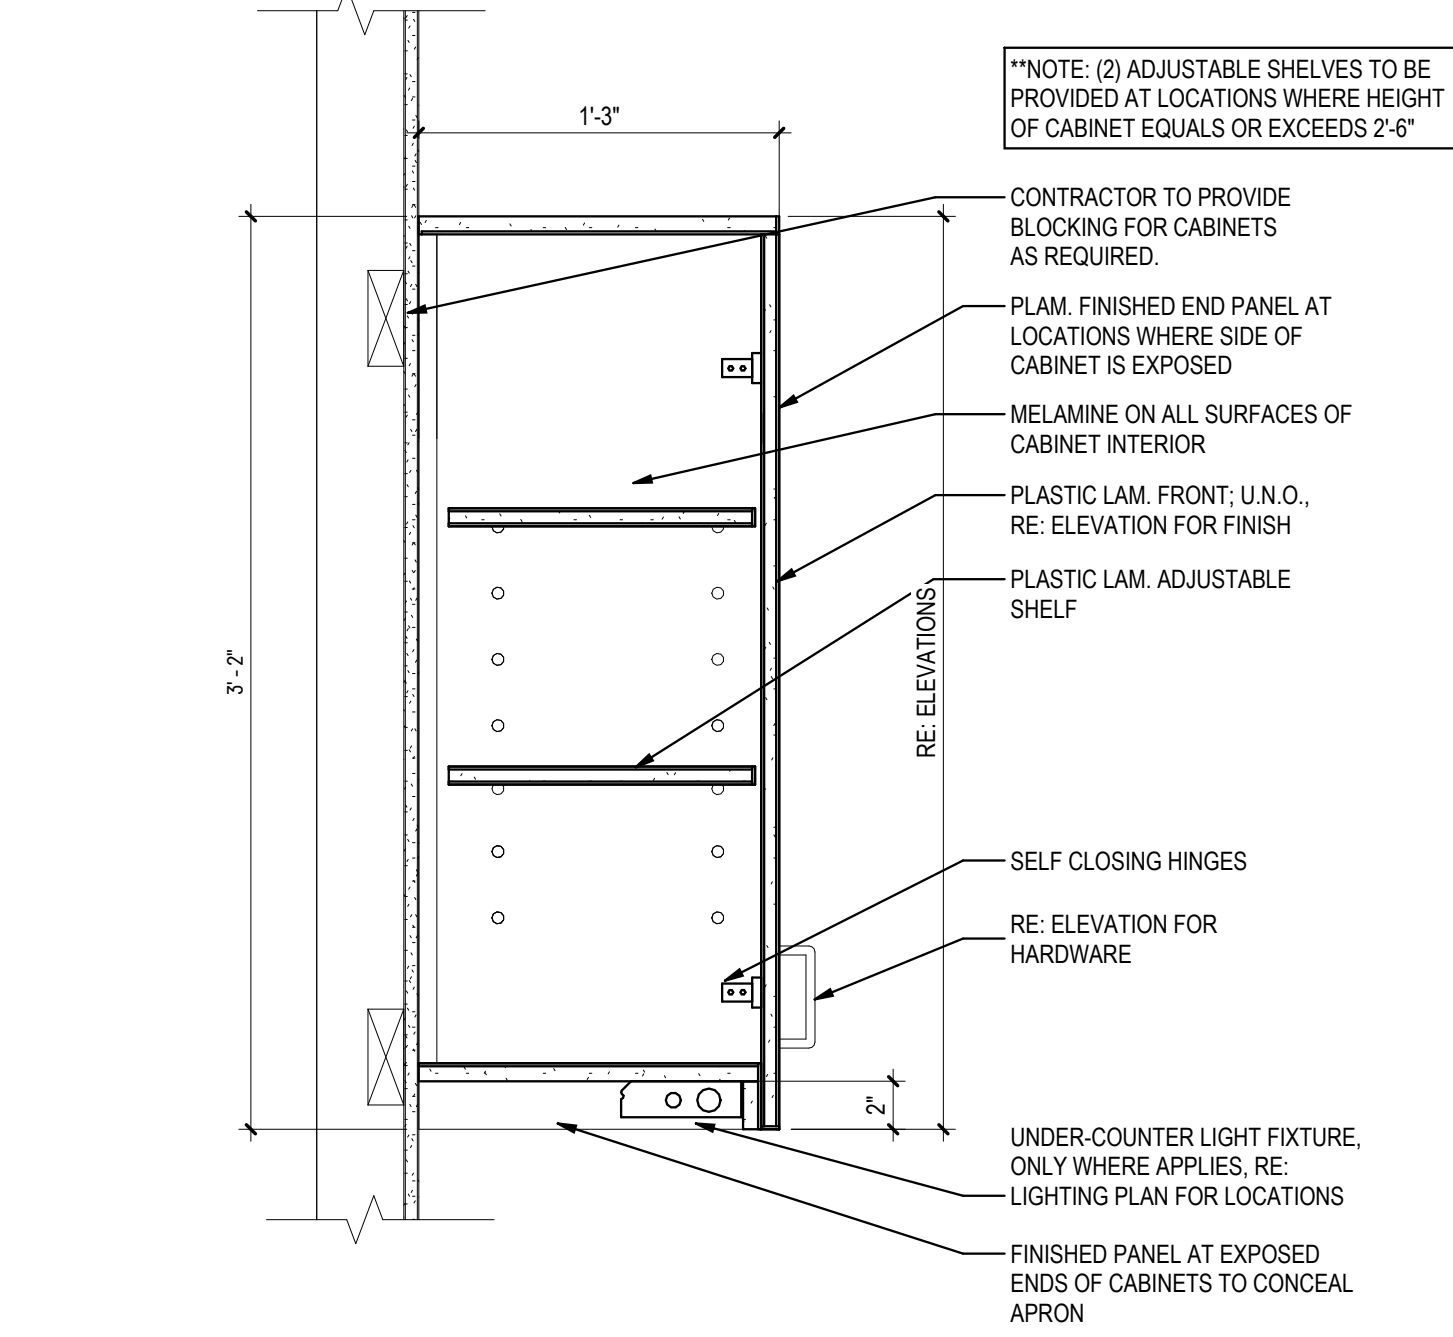 **NOTE: (2) ADJUSTABLE SHELVES TO BE
PROVIDED AT LOCATIONS WHERE HEIGHT
OF CABINET EQUALS OR EXCEEDS 2'-6"
1'-3"
CONTRACTOR TO PROVIDE
BLOCKING FOR CABINETS
AS REQUIRED.
PLAM. FINISHED END PANEL AT
LOCATIONS WHERE SIDE OF
CABINET IS EXPOSED
MELAMINE ON ALL SURFACES OF
CABINET INTERIOR
PLASTIC LAM. FRONT; U.N.O.,
RE: ELEVATION FOR FINISH
PLASTIC LAM. ADJUSTABLE
SHELF
3' - 2"
RE: ELEVATIONS
SELF CLOSING HINGES
RE: ELEVATION FOR
HARDWARE
2"
UNDER-COUNTER LIGHT FIXTURE,
ONLY WHERE APPLIES, RE:
LIGHTING PLAN FOR LOCATIONS
FINISHED PANEL AT EXPOSED
ENDS OF CABINETS TO CONCEAL
APRON